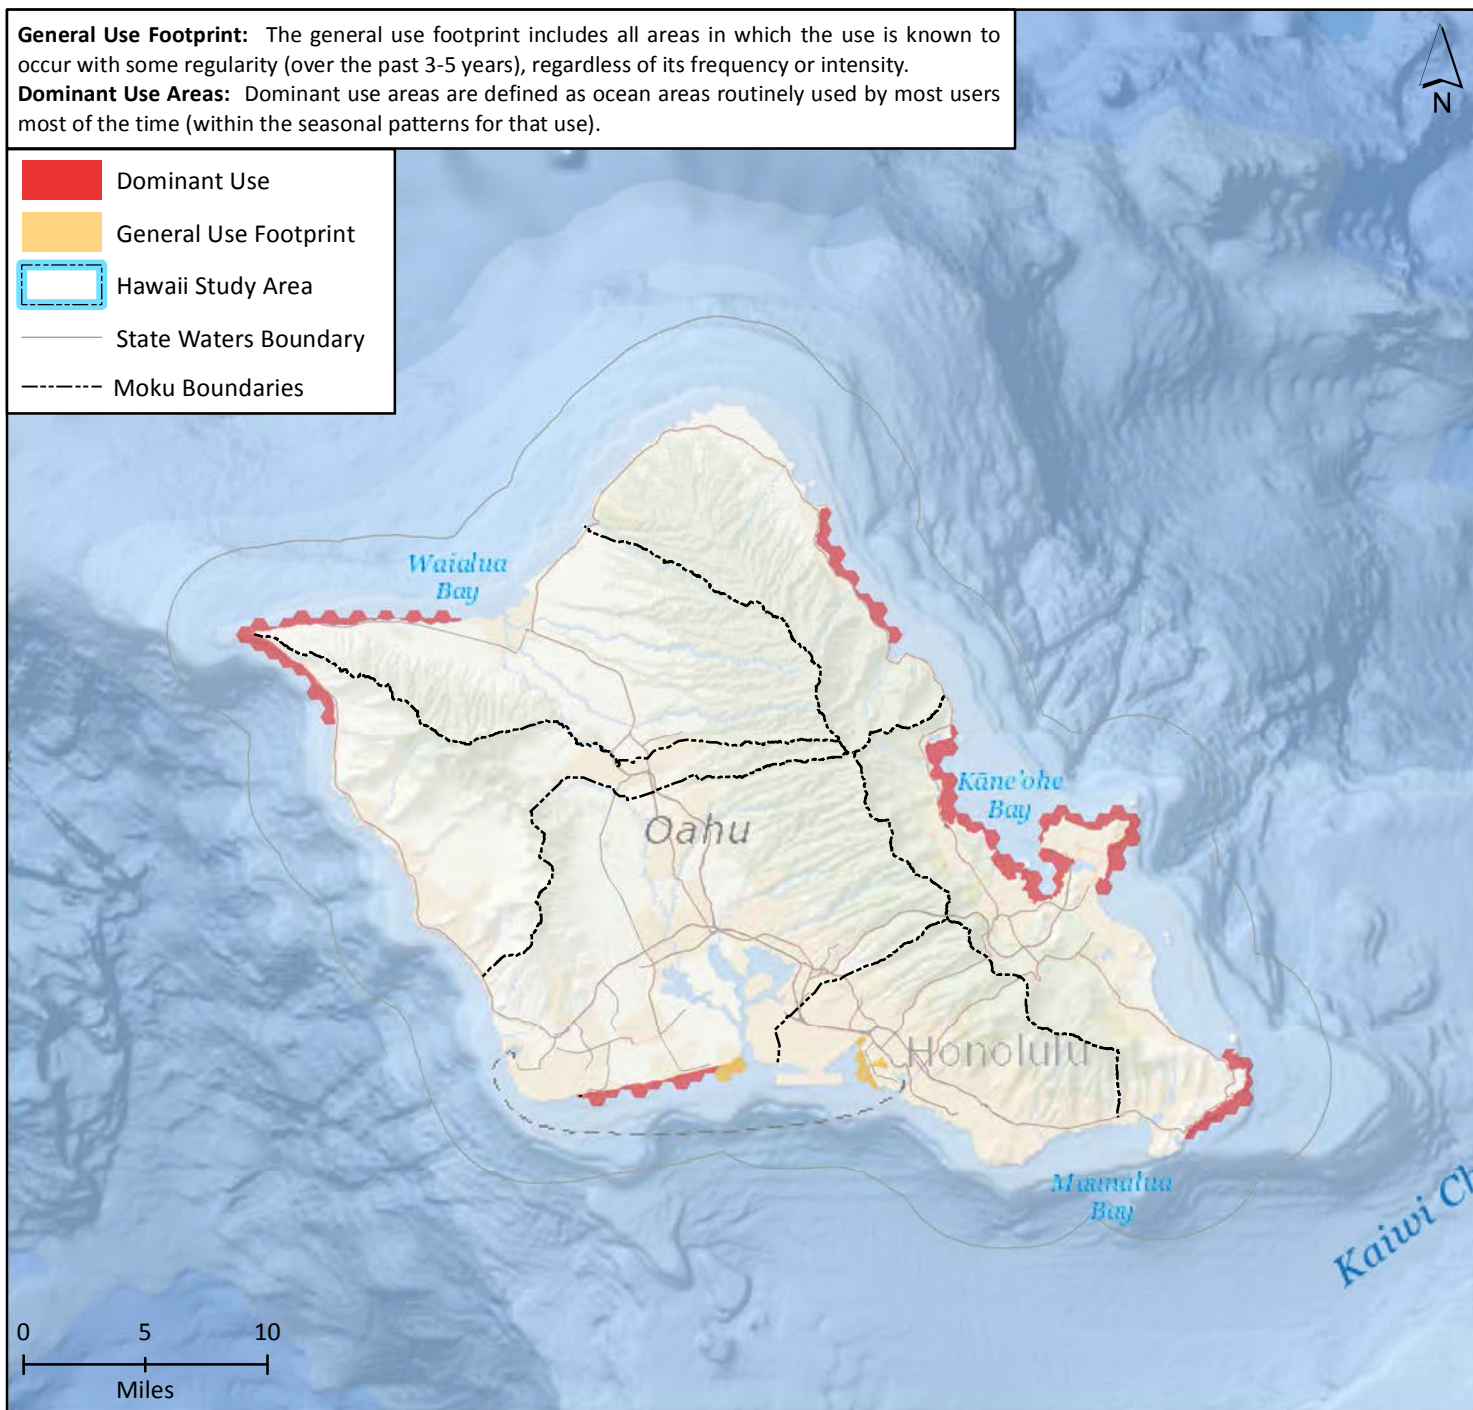 General Use Footprint: The general use footprint includes all areas in which the use is known to
occur with some regularity (over the past 3-5 years), regardless of its frequency or intensity.
Dominant Use Areas: Dominant use areas are defined as ocean areas routinely used by most users
most of the time (within the seasonal patterns for that use).
N
Dominant Use
General Use Footprint
Hawaii Study Area
State Waters Boundary
Moku Boundaries
Waialua
Bay
Kāne'ohe
Bay
Oahu
Honolulu
Maunalua
Bay
Kaiwi Ch
0 5 10
Miles